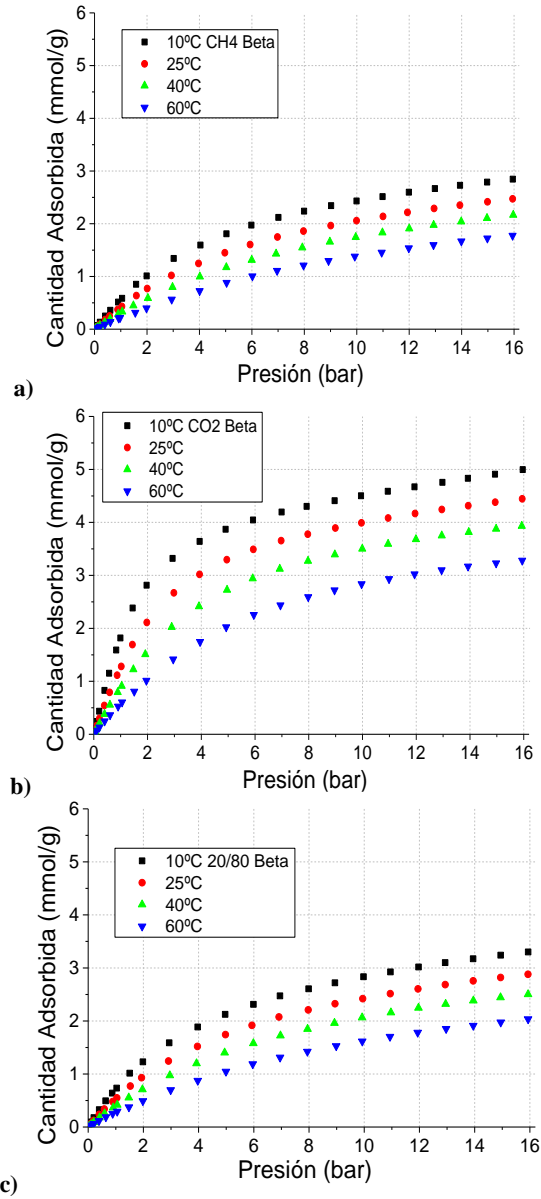 6
5
4
3
2
1
0
Cantidad Adsorbida (mmol/g)
10ºC CH4 Beta
25ºC
40ºC
60ºC
0 2 4 6 8 10 12 14 16
Presión (bar)
a)
6
5
4
3
2
1
0
Cantidad Adsorbida (mmol/g)
10ºC CO2 Beta
25ºC
40ºC
60ºC
0 2 4 6 8 10 12 14 16
Presión (bar)
b)
6
5
4
3
2
1
0
Cantidad Adsorbida (mmol/g)
10ºC 20/80 Beta
25ºC
40ºC
60ºC
0 2 4 6 8 10 12 14 16
Presión (bar)
c)